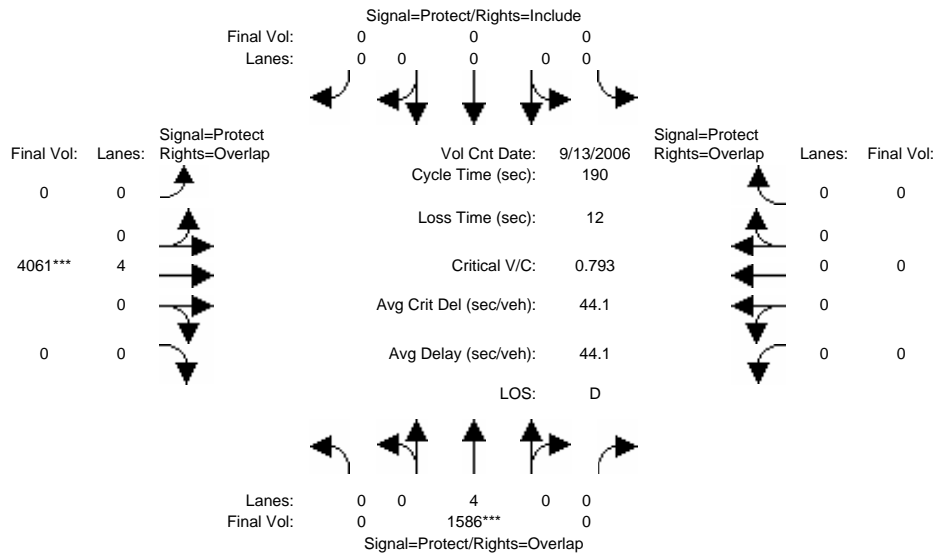 Signal=Protect/Rights=Include
Final Vol: 0 0 0
Lanes: 0 0 0 0 0
Signal=Protect Signal=Protect
Final Vol: Lanes: Rights=Overlap Vol Cnt Date: 9/13/2006 Rights=Overlap Lanes: Final Vol:
Cycle Time (sec): 190
0 0 0 0
Loss Time (sec): 12
0 0
4061*** 4 Critical V/C: 0.793 0 0
0 Avg Crit Del (sec/veh): 44.1 0
0 0 Avg Delay (sec/veh): 44.1 0 0
LOS: D
Lanes: 0 0 4 0 0
Final Vol: 0 1586*** 0
Signal=Protect/Rights=Overlap